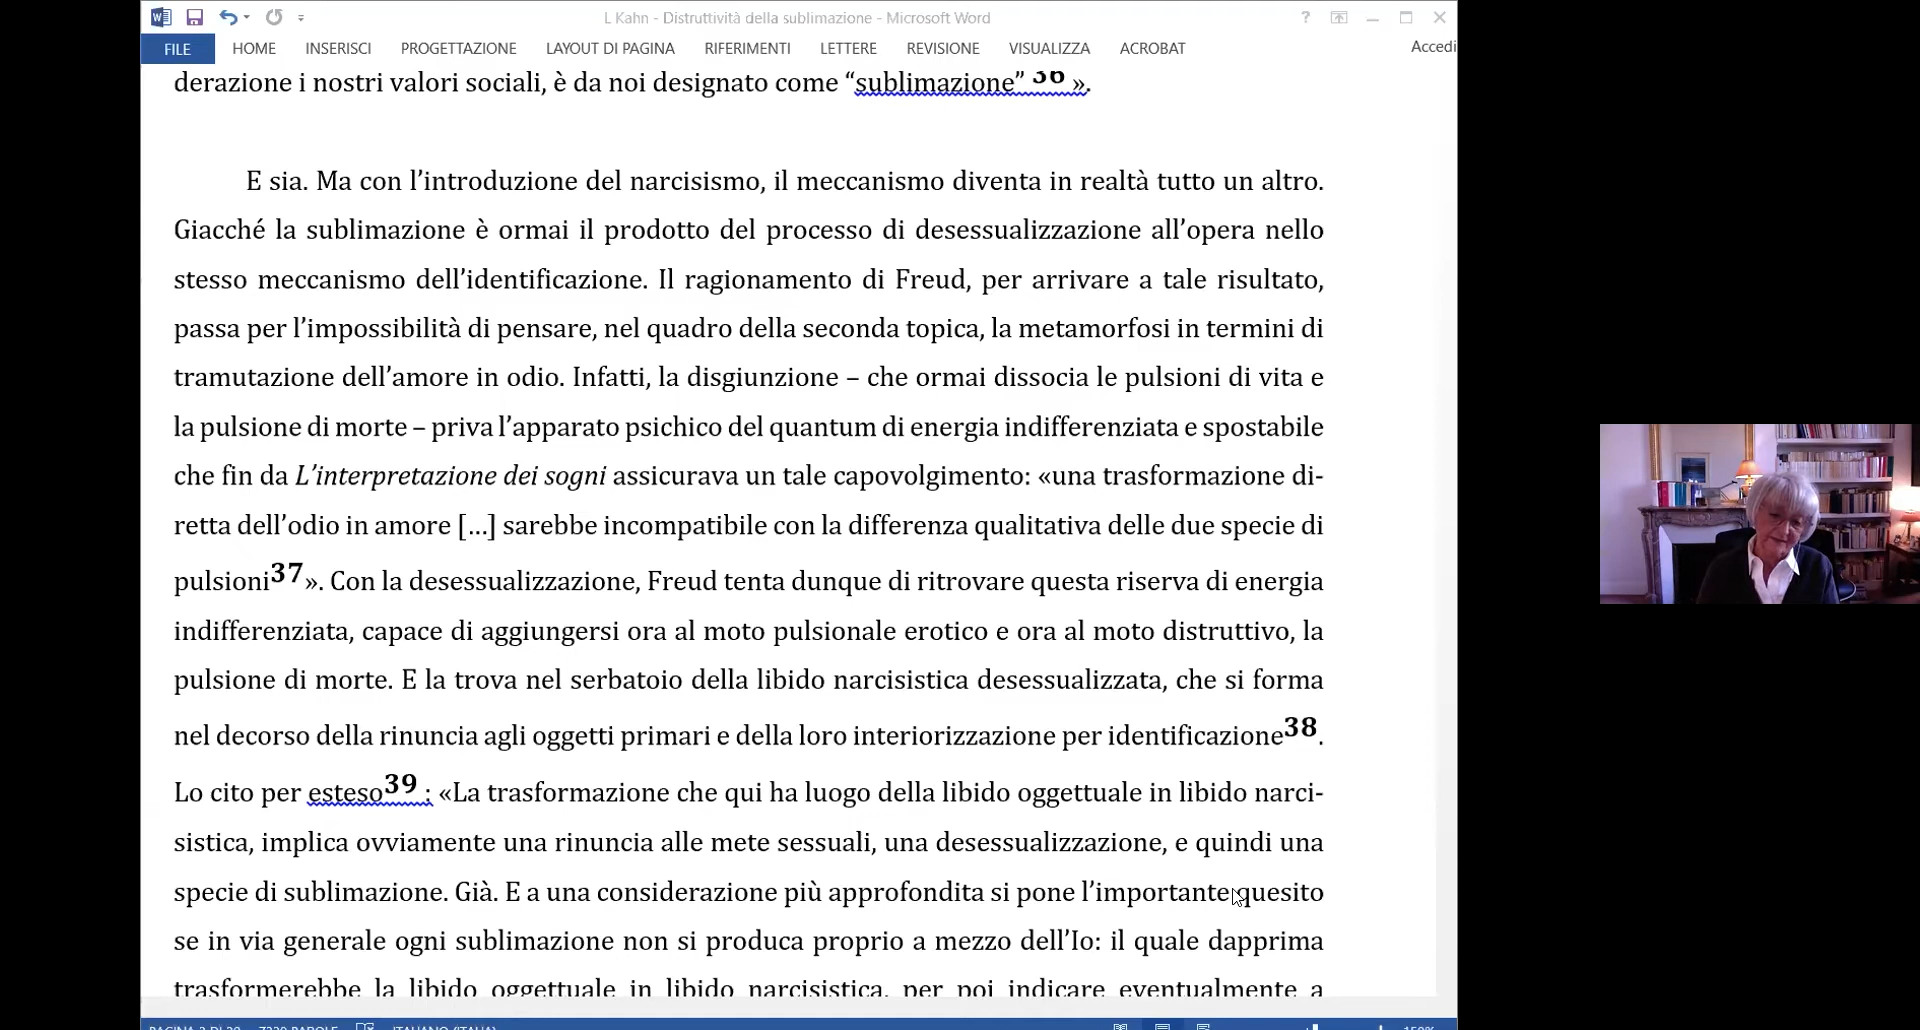 L Kahn - Distruttività della sublimazione - Microsoft Word
FILE HOME INSERISCI PROGETTAZIONE LAYOUT DI PAGINA RIFERIMENTI LETTERE REVISIONE VISUALIZZA ACROBAT Accedi
derazione i nostri valori sociali, è da noi designato come “sublimazione” 36 ».
E sia. Ma con l’introduzione del narcisismo, il meccanismo diventa in realtà tutto un altro.
Giacché la sublimazione è ormai il prodotto del processo di desessualizzazione all’opera nello
stesso meccanismo dell’identificazione. Il ragionamento di Freud, per arrivare a tale risultato,
passa per l’impossibilità di pensare, nel quadro della seconda topica, la metamorfosi in termini di
tramutazione dell’amore in odio. Infatti, la disgiunzione – che ormai dissocia le pulsioni di vita e
la pulsione di morte – priva l’apparato psichico del quantum di energia indifferenziata e spostabile
che fin da L’interpretazione dei sogni assicurava un tale capovolgimento: «una trasformazione di-
retta dell’odio in amore [...] sarebbe incompatibile con la differenza qualitativa delle due specie di
pulsioni37». Con la desessualizzazione, Freud tenta dunque di ritrovare questa riserva di energia
indifferenziata, capace di aggiungersi ora al moto pulsionale erotico e ora al moto distruttivo, la
pulsione di morte. E la trova nel serbatoio della libido narcisistica desessualizzata, che si forma
nel decorso della rinuncia agli oggetti primari e della loro interiorizzazione per identificazione38.
Lo cito per esteso39 : «La trasformazione che qui ha luogo della libido oggettuale in libido narci-
sistica, implica ovviamente una rinuncia alle mete sessuali, una desessualizzazione, e quindi una
specie di sublimazione. Già. E a una considerazione più approfondita si pone l’importante quesito
se in via generale ogni sublimazione non si produca proprio a mezzo dell’Io: il quale dapprima
trasformerebbe la libido oggettuale in libido narcisistica, per poi indicare eventualmente a
PAROLE ITALIANO (ITALIA)